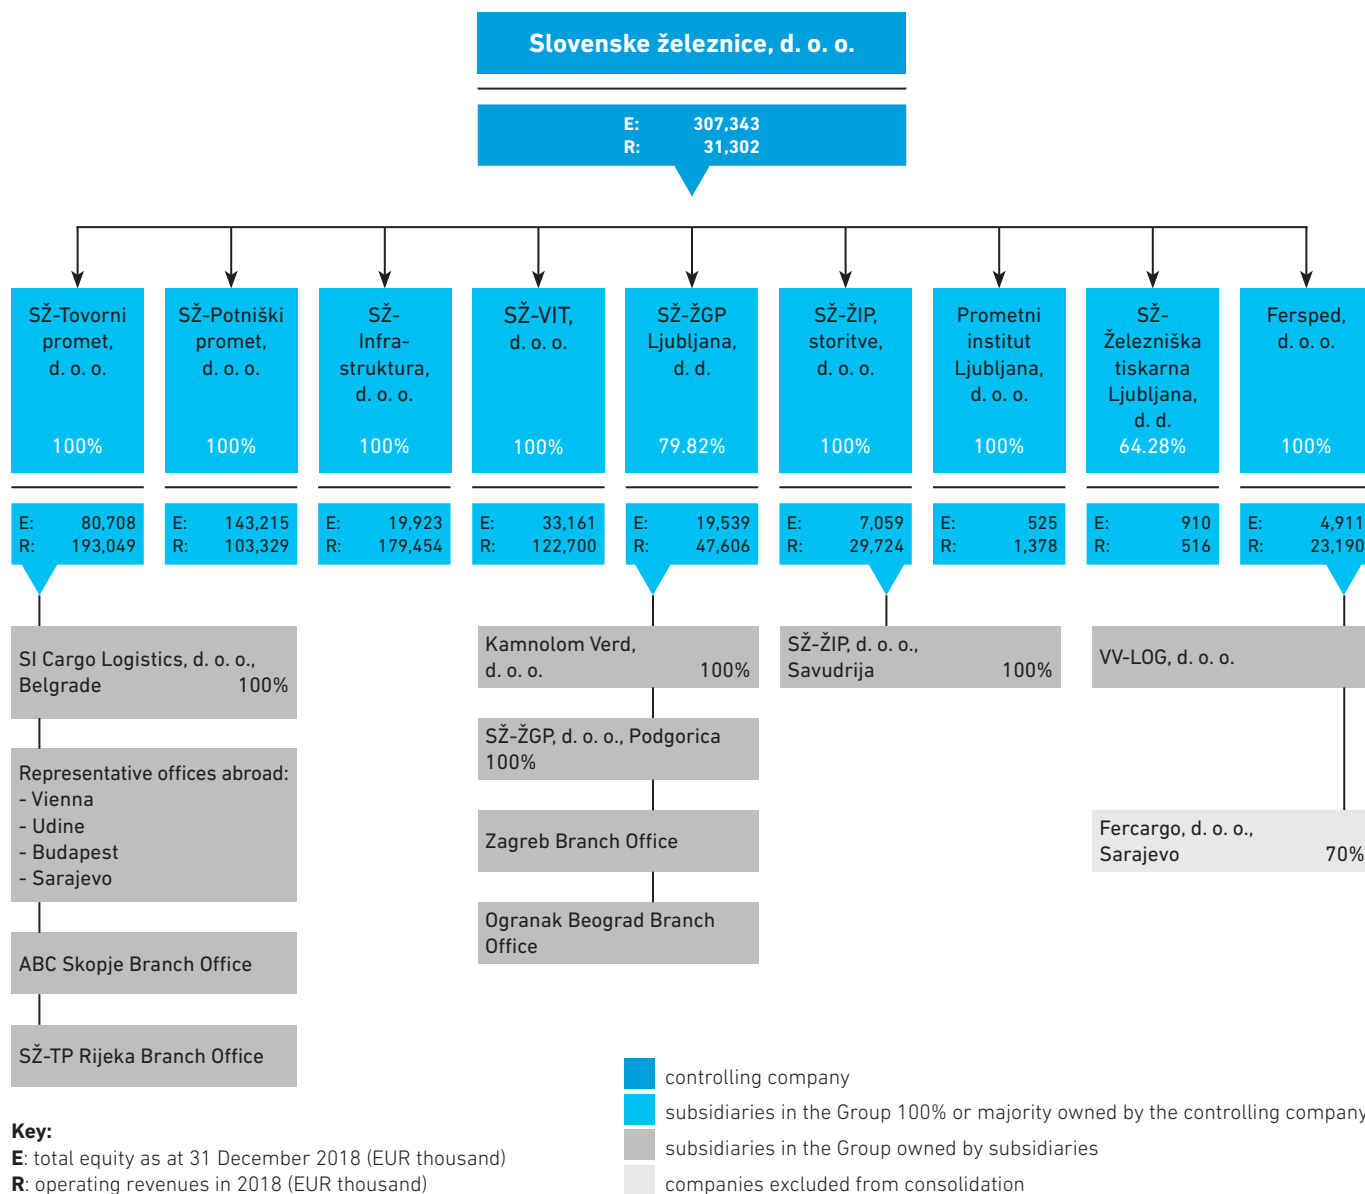 Slovenske železnice, d. o. o.
E: 307,343
R: 31,302
SŽ-Tovorni
promet,
d. o. o.
100%
SŽ-Potniški
promet,
d. o. o.
100%
SŽ-
Infra-
struktura,
d. o. o.
100%
SŽ-VIT,
d. o. o.
100%
SŽ-ŽGP
Ljubljana,
d. d.
79.82%
SŽ-ŽIP,
storitve,
d. o. o.
100%
Prometni
institut
Ljubljana,
d. o. o.
100%
SŽ-
Železniška
tiskarna
Ljubljana,
d. d.
64.28%
Fersped,
d. o. o.
100%
E: 80,708
R: 193,049
E: 143,215
R: 103,329
E: 19,923
R: 179,454
E: 33,161
R: 122,700
E: 19,539
R: 47,606
E: 7,059
R: 29,724
E: 525
R: 1,378
E: 910
R: 516
E: 4,911
R: 23,190
SI Cargo Logistics, d. o. o.,
Belgrade 100%
Representative offices abroad:
- Vienna
- Udine
- Budapest
- Sarajevo
ABC Skopje Branch Office
SŽ-TP Rijeka Branch Office
Kamnolom Verd,
d. o. o. 100%
SŽ-ŽGP, d. o. o., Podgorica
100%
Zagreb Branch Office
Ogranak Beograd Branch
Office
SŽ-ŽIP, d. o. o.,
Savudrija 100%
VV-LOG, d. o. o.
Fercargo, d. o. o.,
Sarajevo 70%
Key:
E: total equity as at 31 December 2018 (EUR thousand)
R: operating revenues in 2018 (EUR thousand)
controlling company
subsidiaries in the Group 100% or majority owned by the controlling company
subsidiaries in the Group owned by subsidiaries
companies excluded from consolidation